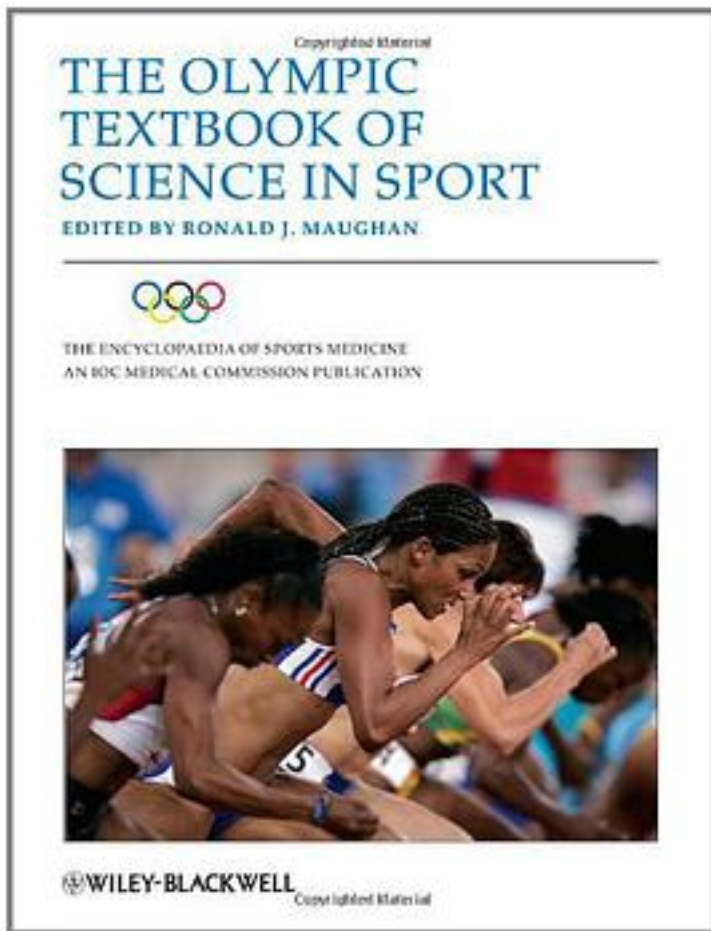 Copyrighted Material
THE OLYMPIC
TEXTBOOK OF
SCIENCE IN SPORT
EDITED BY RONALD J. MAUGHAN
THE ENCYCLOPAEDIA OF SPORTS MEDICINE
AN IOC MEDICAL COMMISSION PUBLICATION
5
WILEY-BLACKWELL
Copyrighted Material